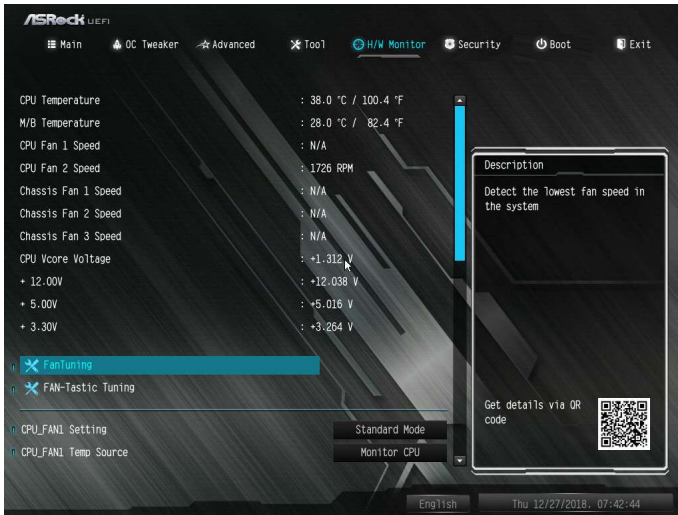 ASRock UEFI
Main OC Tweaker Advanced Tool H/W Monitor Security Boot Exit
CPU Temperature : 38.0 °C / 100.4 °F
M/B Temperature : 28.0 °C / 82.4 °F
CPU Fan 1 Speed : N/A
CPU Fan 2 Speed : 1726 RPM
Chassis Fan 1 Speed : N/A
Chassis Fan 2 Speed : N/A
Chassis Fan 3 Speed : N/A
CPU Vcore Voltage : +1.312 V
+ 12.00V : +12.038 V
+ 5.00V : +5.016 V
+ 3.30V : +3.264 V
FanTuning
FAN-Tastic Tuning
CPU_FAN1 Setting Standard Mode
CPU_FAN1 Temp Source Monitor CPU
Description
Detect the lowest fan speed in
the system
Get details via QR
code
English Thu 12/27/2018. 07:42:44